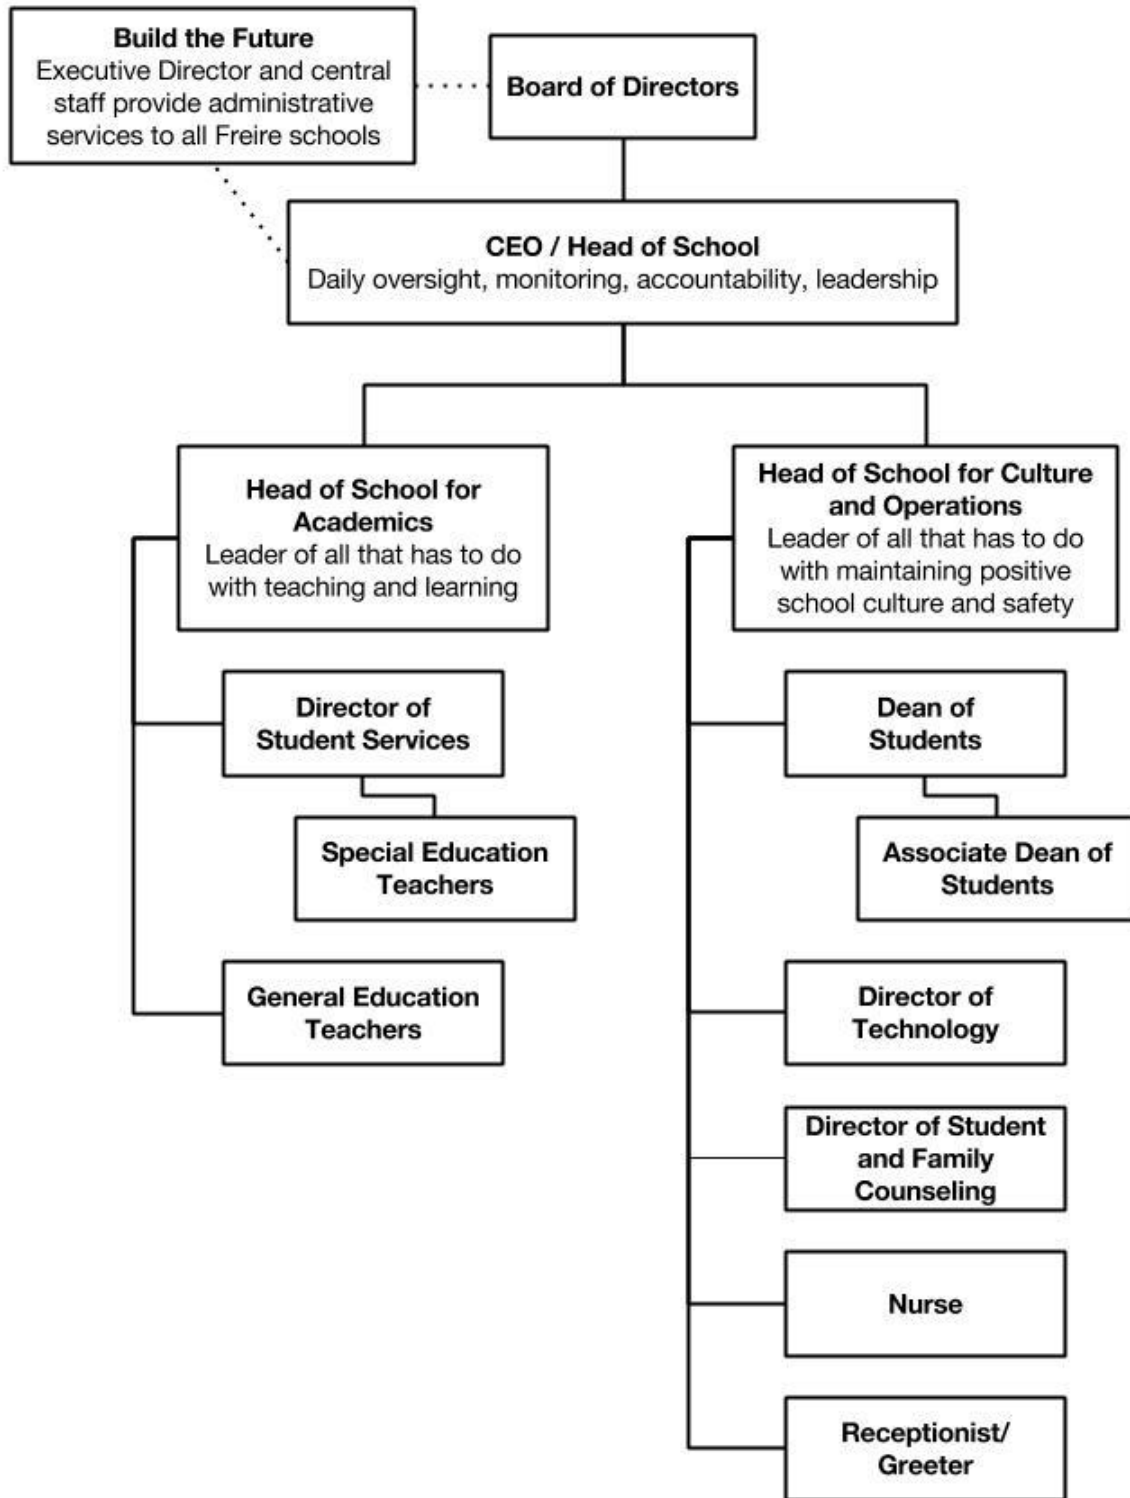 Build the Future
Executive Director and central
staff provide administrative
services to all Freire schools
Board of Directors
CEO / Head of School
Daily oversight, monitoring, accountability, leadership
Head of School for
Academics
Leader of all that has to do
with teaching and learning
Director of
Student Services
Special Education
Teachers
General Education
Teachers
Head of School for Culture
and Operations
Leader of all that has to do
with maintaining positive
school culture and safety
Dean of
Students
Associate Dean of
Students
Director of
Technology
Director of Student
and Family
Counseling
Nurse
Receptionist/
Greeter